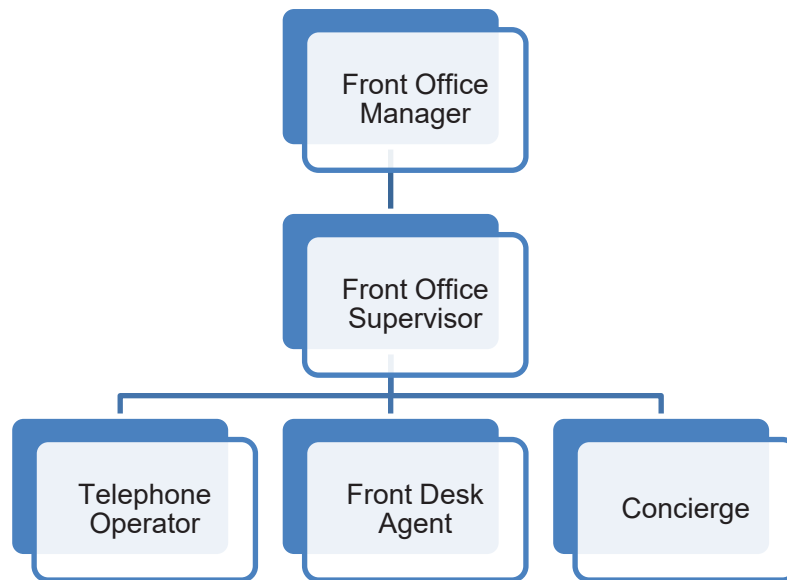 Front Office
Manager
Front Office
Supervisor
Telephone
Operator
Front Desk
Agent
Concierge